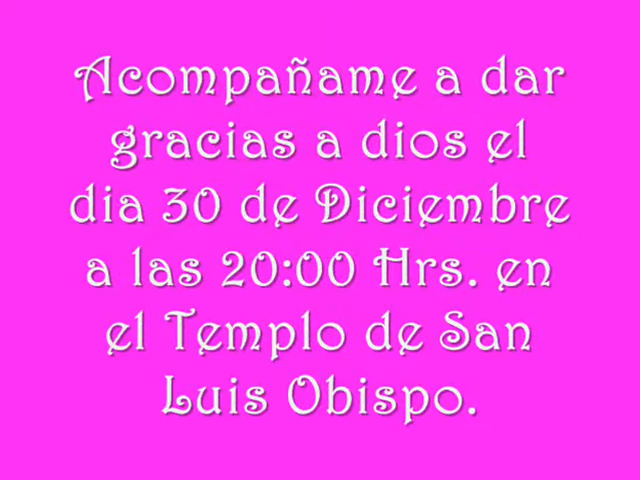 Acompañame a dar
gracias a dios el
dia 30 de Diciembre
a las 20:00 Hrs. en
el Templo de San
Luis Obispo.